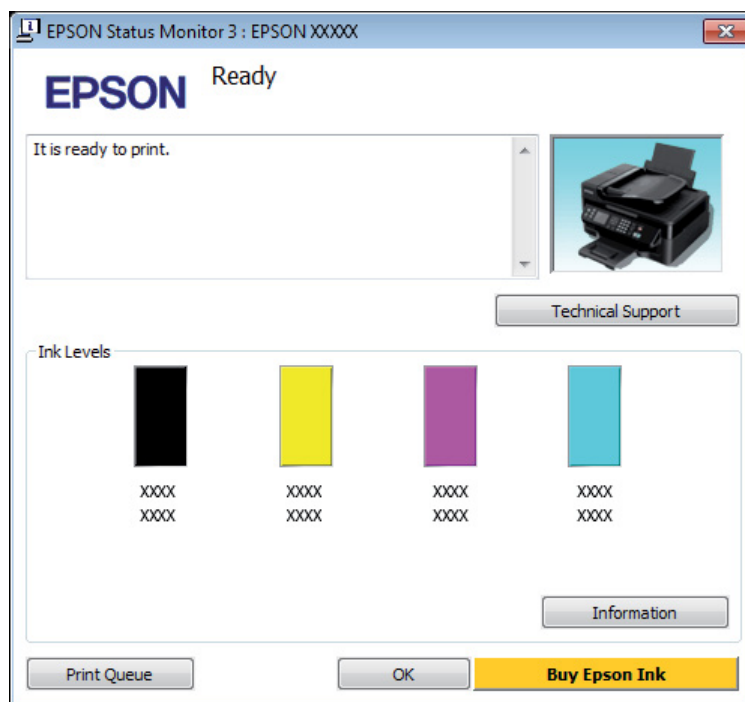 EPSON Status Monitor 3 : EPSON XXXXX
EPSON
Ready
It is ready to print.
Technical Support
Ink Levels
XXXX XXXX XXXX XXXX
XXXX XXXX XXXX XXXX
Information
Print Queue
OK
Buy Epson Ink